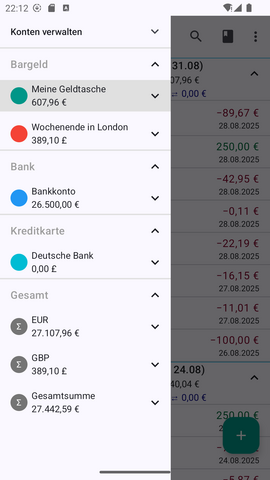 22:12
Konten verwalten
Bargeld
Meine Geldtasche
607,96 €
Wochenende in London
389,10 £
Bank
Bankkonto
26.500,00 €
Kreditkarte
Deutsche Bank
0,00 £
Gesamt
Σ EUR
27.107,96 €
Σ GBP
389,10 £
Σ Gesamtsumme
27.442,59 €
31.08)
07,96 €
0,00 €
−89,67 €
28.08.2025
250,00 €
28.08.2025
−42,95 €
28.08.2025
−0,11 €
28.08.2025
−22,19 €
28.08.2025
−16,15 €
27.08.2025
−11,01 €
27.08.2025
−100,00 €
26.08.2025
24.08)
40,04 €
0,00 €
250,00 €
24.08.2025
−5,87 €